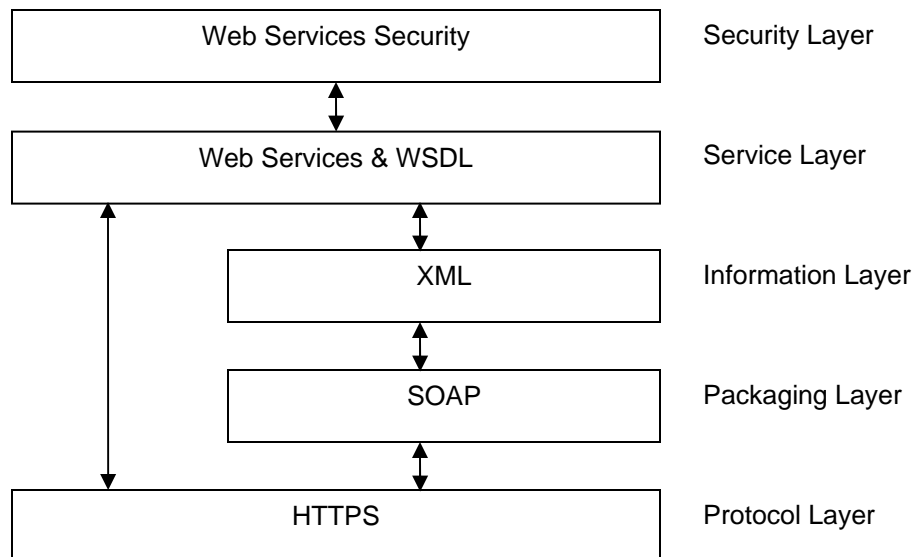 Web Services Security
Security Layer
Web Services & WSDL
Service Layer
XML
Information Layer
SOAP
Packaging Layer
HTTPS
Protocol Layer